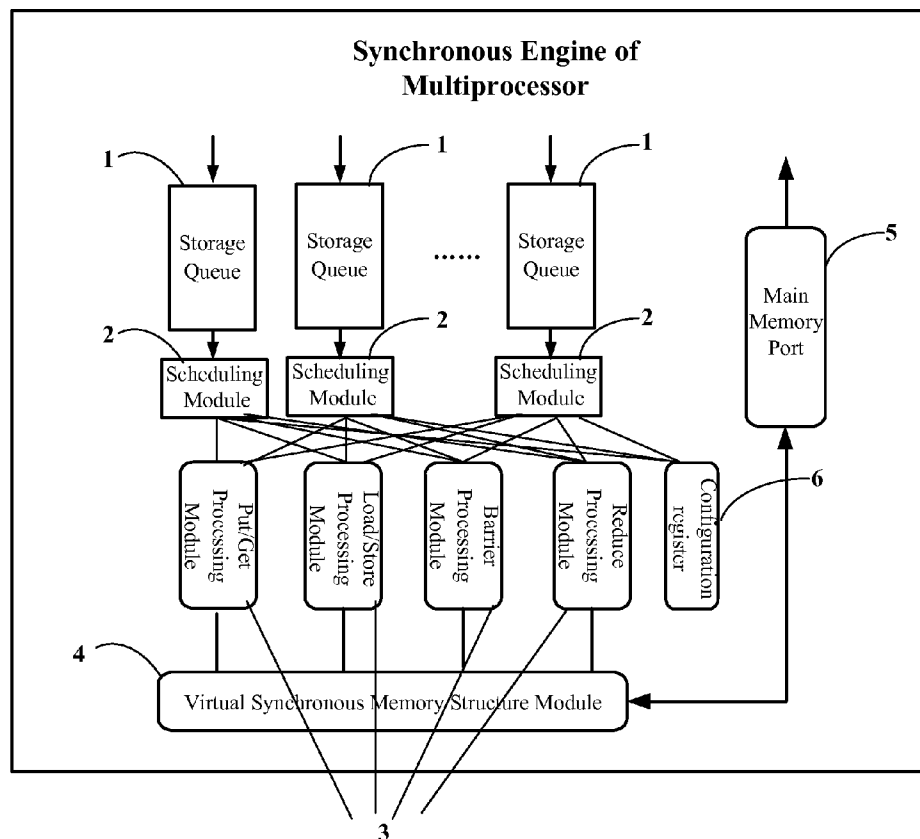 Synchronous Engine of
Multiprocessor
1
1
1
Storage
Queue
Storage
Queue
......
Storage
Queue
5
Main
Memory
Port
2
2
2
Scheduling
Module
Scheduling
Module
Scheduling
Module
Put/Get
Processing
Module
Load/Store
Processing
Module
Barrier
Processing
Module
Reduce
Processing
Module
Configuration
register
6
4
Virtual Synchronous Memory Structure Module
3